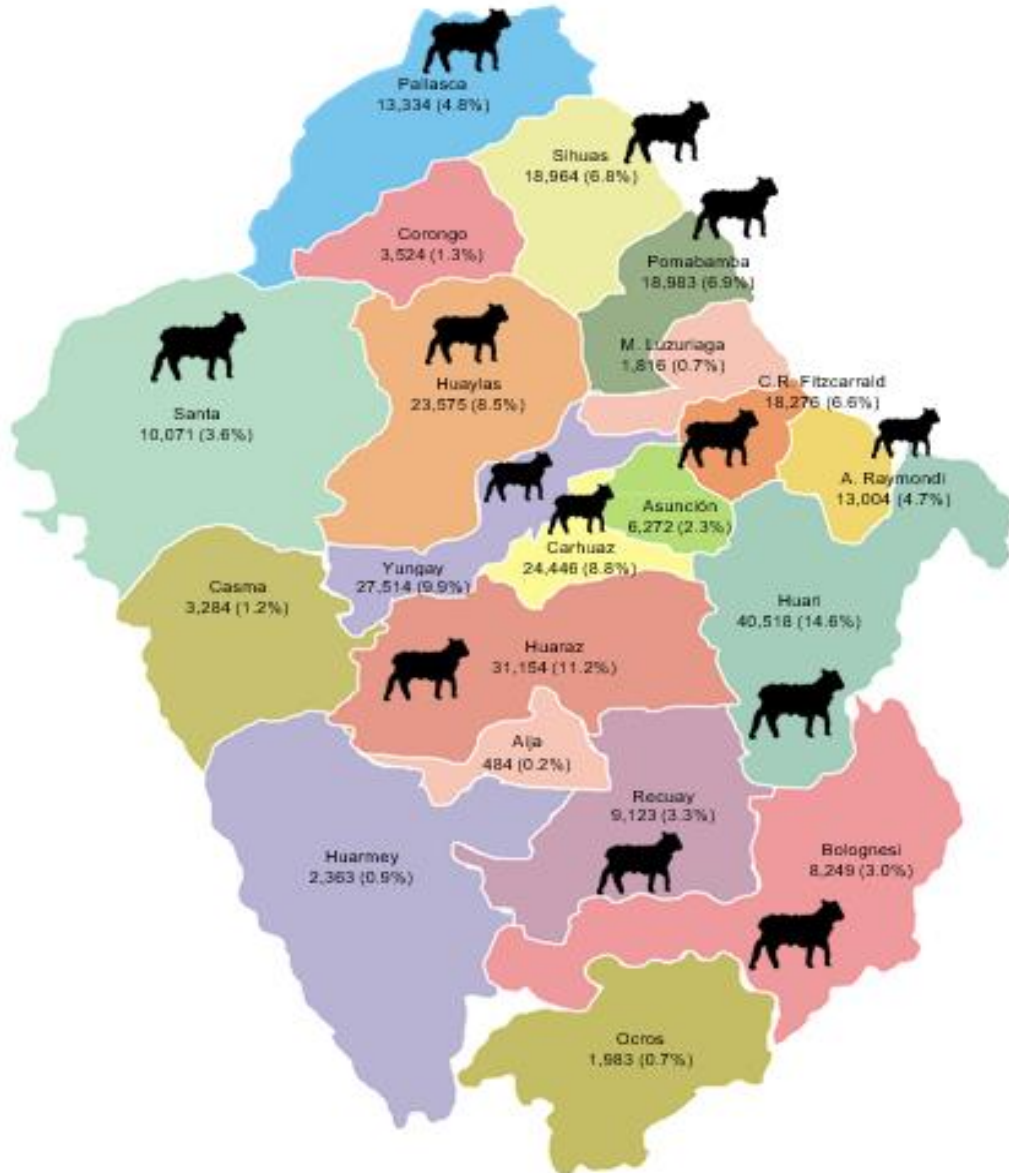 Pallasca
13,334 (4.8%)
Sihuas
18,964 (6.8%)
Corongo
3,524 (1.3%)
Pomabamba
18,983 (6.9%)
M. Luzuriaga
1,816 (0.7%)
C.R. Fitzcarrald
18,276 (6.6%)
Huaylas
23,575 (8.5%)
Santa
10,071 (3.6%)
A. Raymondi
13,004 (4.7%)
Asunción
6,272 (2.3%)
Carhuaz
24,446 (8.8%)
Yungay
27,514 (9.9%)
Casma
3,284 (1.2%)
Huari
40,518 (14.6%)
Huaraz
31,154 (11.2%)
Aija
484 (0.2%)
Recuay
9,123 (3.3%)
Huarmey
2,363 (0.9%)
Bolognesi
8,249 (3.0%)
Ocros
1,983 (0.7%)